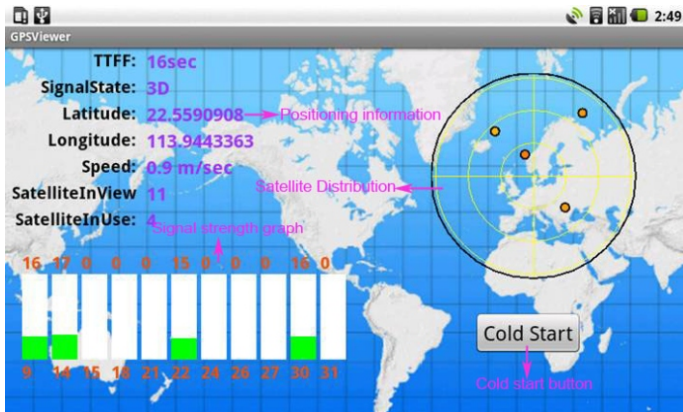 2:49
GPSViewer
TTFF: 16sec
SignalState: 3D
Latitude: 22.5590908 Positioning information
Longitude: 113.9443363
Speed: 0.9 m/sec
SatelliteInView 11
Satellite Distribution
SatelliteInUse: 4
Signal strength graph
16 17 0 0 0 15 0 0 0 16 0
9 14 15 18 21 22 24 26 27 30 31
Cold Start
Cold start button